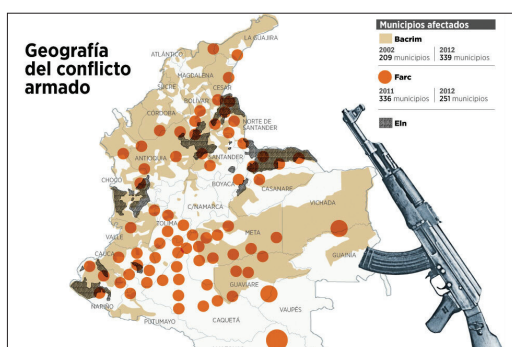 Geografía
del conflicto
armado
Municipios afectados
Bacrim
2002 2012
209 municipios 339 municipios
Farc
2011 2012
336 municipios 251 municipios
Eln
LA GUAJIRA
ATLÁNTICO
MAGDALENA
CESAR
SUCRE
BOLÍVAR
CÓRDOBA
NORTE DE
SANTANDER
ANTIOQUIA
SANTANDER
CHOCÓ
BOYACÁ
CASANARE
C/NAMARCA
VICHADA
TOLIMA
VALLE
META
CAUCA
GUAINÍA
GUAVIARE
NARIÑO
VAUPÉS
PUTUMAYO
CAQUETÁ